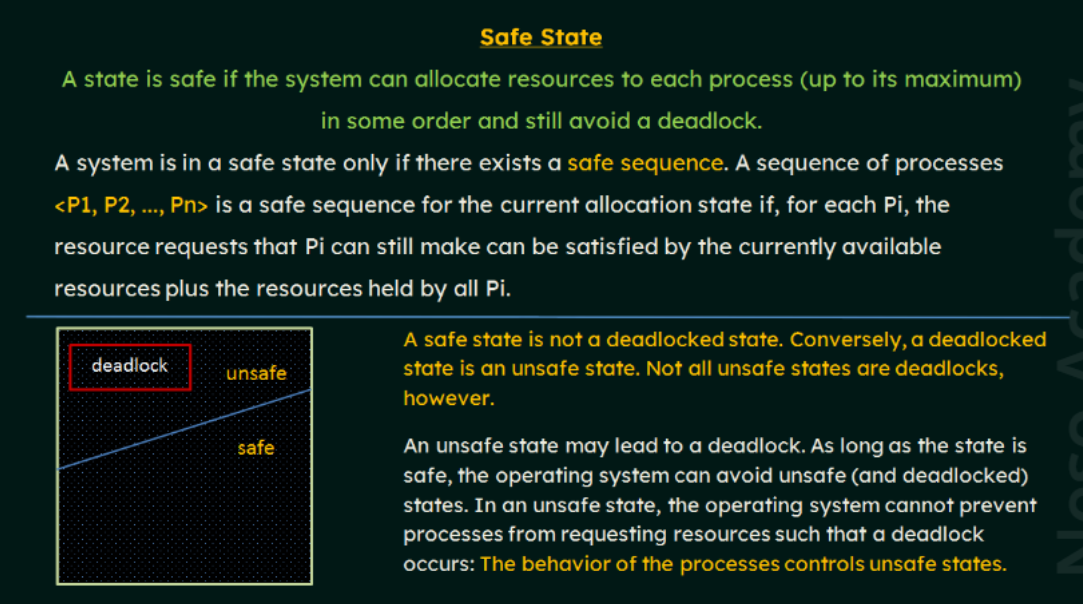 Safe State
A state is safe if the system can allocate resources to each process (up to its maximum)
in some order and still avoid a deadlock.
A system is in a safe state only if there exists a safe sequence. A sequence of processes
<P1, P2, ..., Pn> is a safe sequence for the current allocation state if, for each Pi, the
resource requests that Pi can still make can be satisfied by the currently available
resources plus the resources held by all Pi.
deadlock
unsafe
safe
A safe state is not a deadlocked state. Conversely, a deadlocked
state is an unsafe state. Not all unsafe states are deadlocks,
however.
An unsafe state may lead to a deadlock. As long as the state is
safe, the operating system can avoid unsafe (and deadlocked)
states. In an unsafe state, the operating system cannot prevent
processes from requesting resources such that a deadlock
occurs: The behavior of the processes controls unsafe states.
Neso Academy